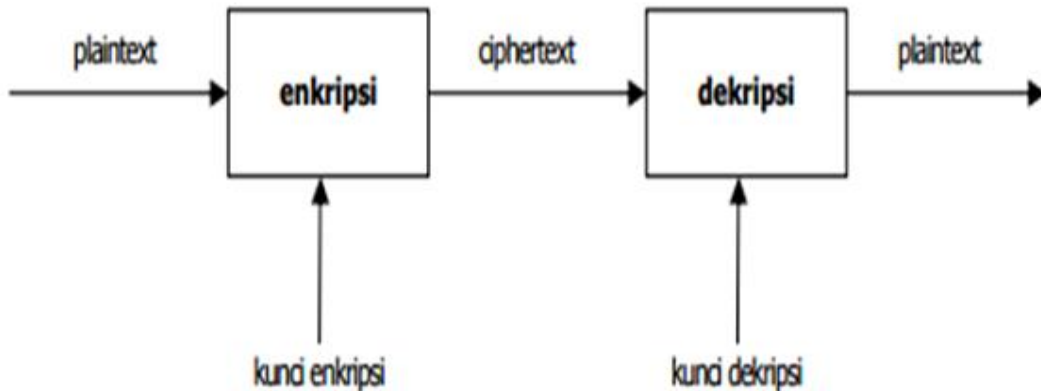 plaintext
ciphertext
plaintext
enkripsi
dekripsi
kunci enkripsi
kunci dekripsi